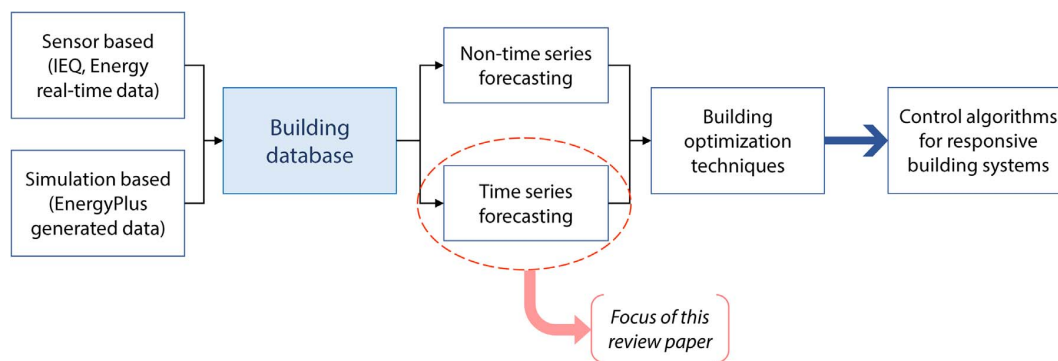 Sensor based
(IEQ, Energy
real-time data)
Simulation based
(EnergyPlus
generated data)
Building
database
Non-time series
forecasting
Time series
forecasting
Building
optimization
techniques
Control algorithms
for responsive
building systems
Focus of this
review paper